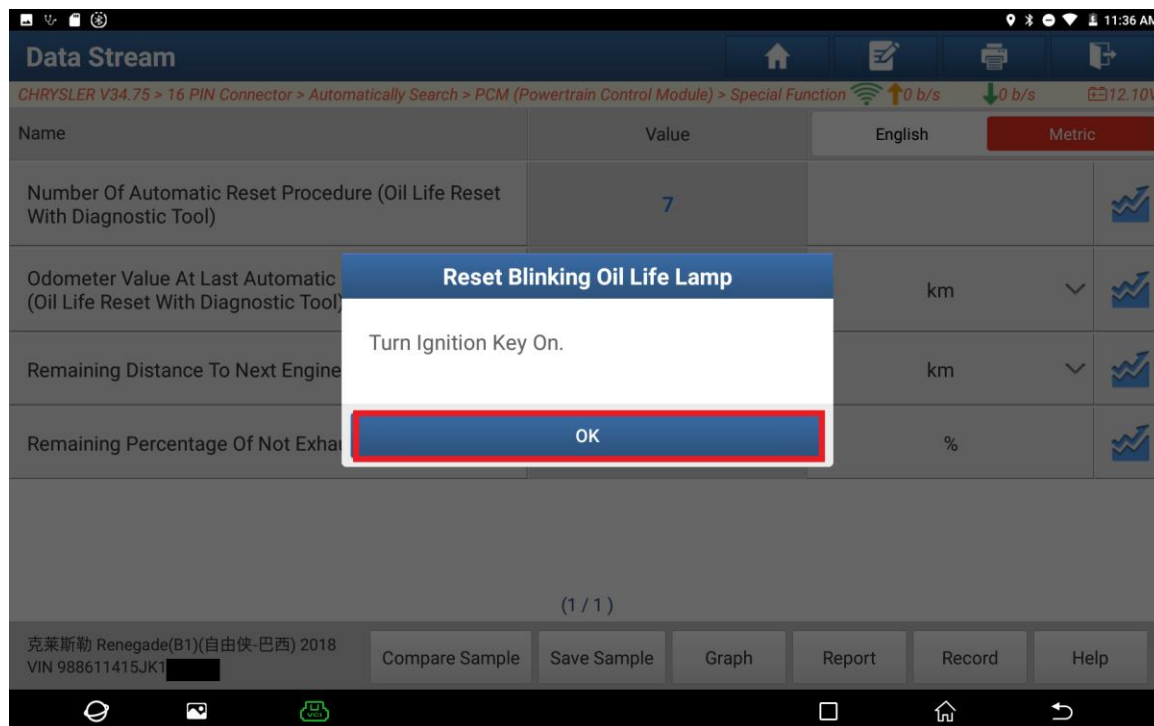 11:36 AM
Data Stream
CHRYSLER V34.75 > 16 PIN Connector > Automatically Search > PCM (Powertrain Control Module) > Special Function
0 b/s
0 b/s
12.10V
Name
Value
English
Metric
Number Of Automatic Reset Procedure (Oil Life Reset
With Diagnostic Tool)
7
Odometer Value At Last Automatic
(Oil Life Reset With Diagnostic Tool)
km
Reset Blinking Oil Life Lamp
Turn Ignition Key On.
OK
Remaining Distance To Next Engine
km
Remaining Percentage Of Not
%
(1 / 1)
克莱斯勒 Renegade(B1)(自由侠-巴西) 2018
VIN 988611415JK1
Compare Sample
Save Sample
Graph
Report
Record
Help
VCI